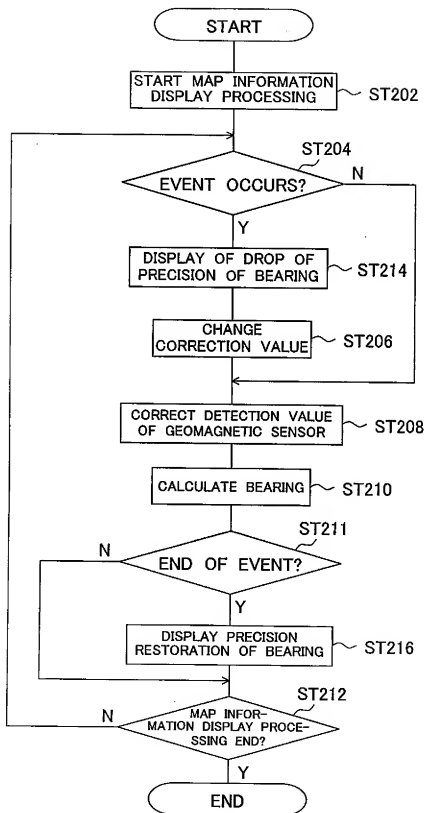 START
START MAP INFORMATION
DISPLAY PROCESSING
ST202
ST204
EVENT OCCURS?
N
Y
DISPLAY OF DROP OF
PRECISION OF BEARING
ST214
CHANGE
CORRECTION VALUE
ST206
CORRECT DETECTION VALUE
OF GEOMAGNETIC SENSOR
ST208
CALCULATE BEARING
ST210
ST211
N
END OF EVENT?
Y
DISPLAY PRECISION
RESTORATION OF BEARING
ST216
ST212
N
MAP INFOR-
MATION DISPLAY PROCE-
SSING END?
Y
END